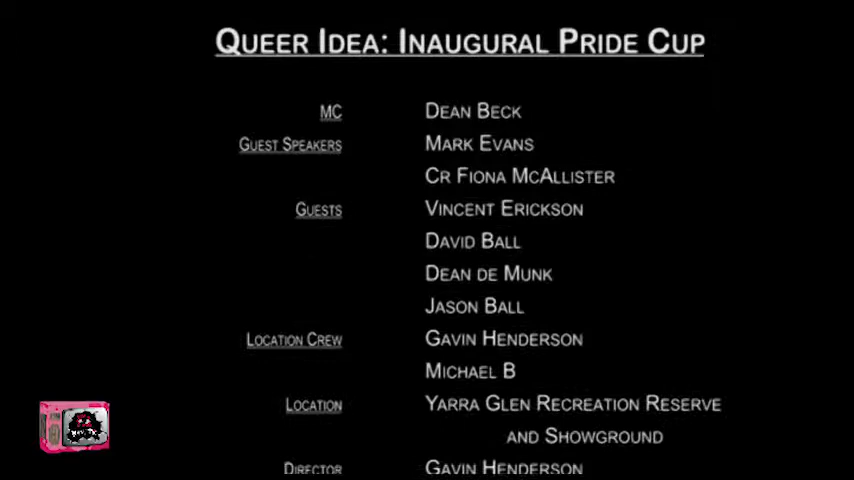 QUEER IDEA: INAUGURAL PRIDE CUP
MC DEAN BECK
GUEST SPEAKERS MARK EVANS
CR FIONA MCALLISTER
GUESTS VINCENT ERICKSON
DAVID BALL
DEAN DE MUNK
JASON BALL
LOCATION CREW GAVIN HENDERSON
MICHAEL B
LOCATION YARRA GLEN RECREATION RESERVE
AND SHOWGROUND
DIRECTOR GAVIN HENDERSON